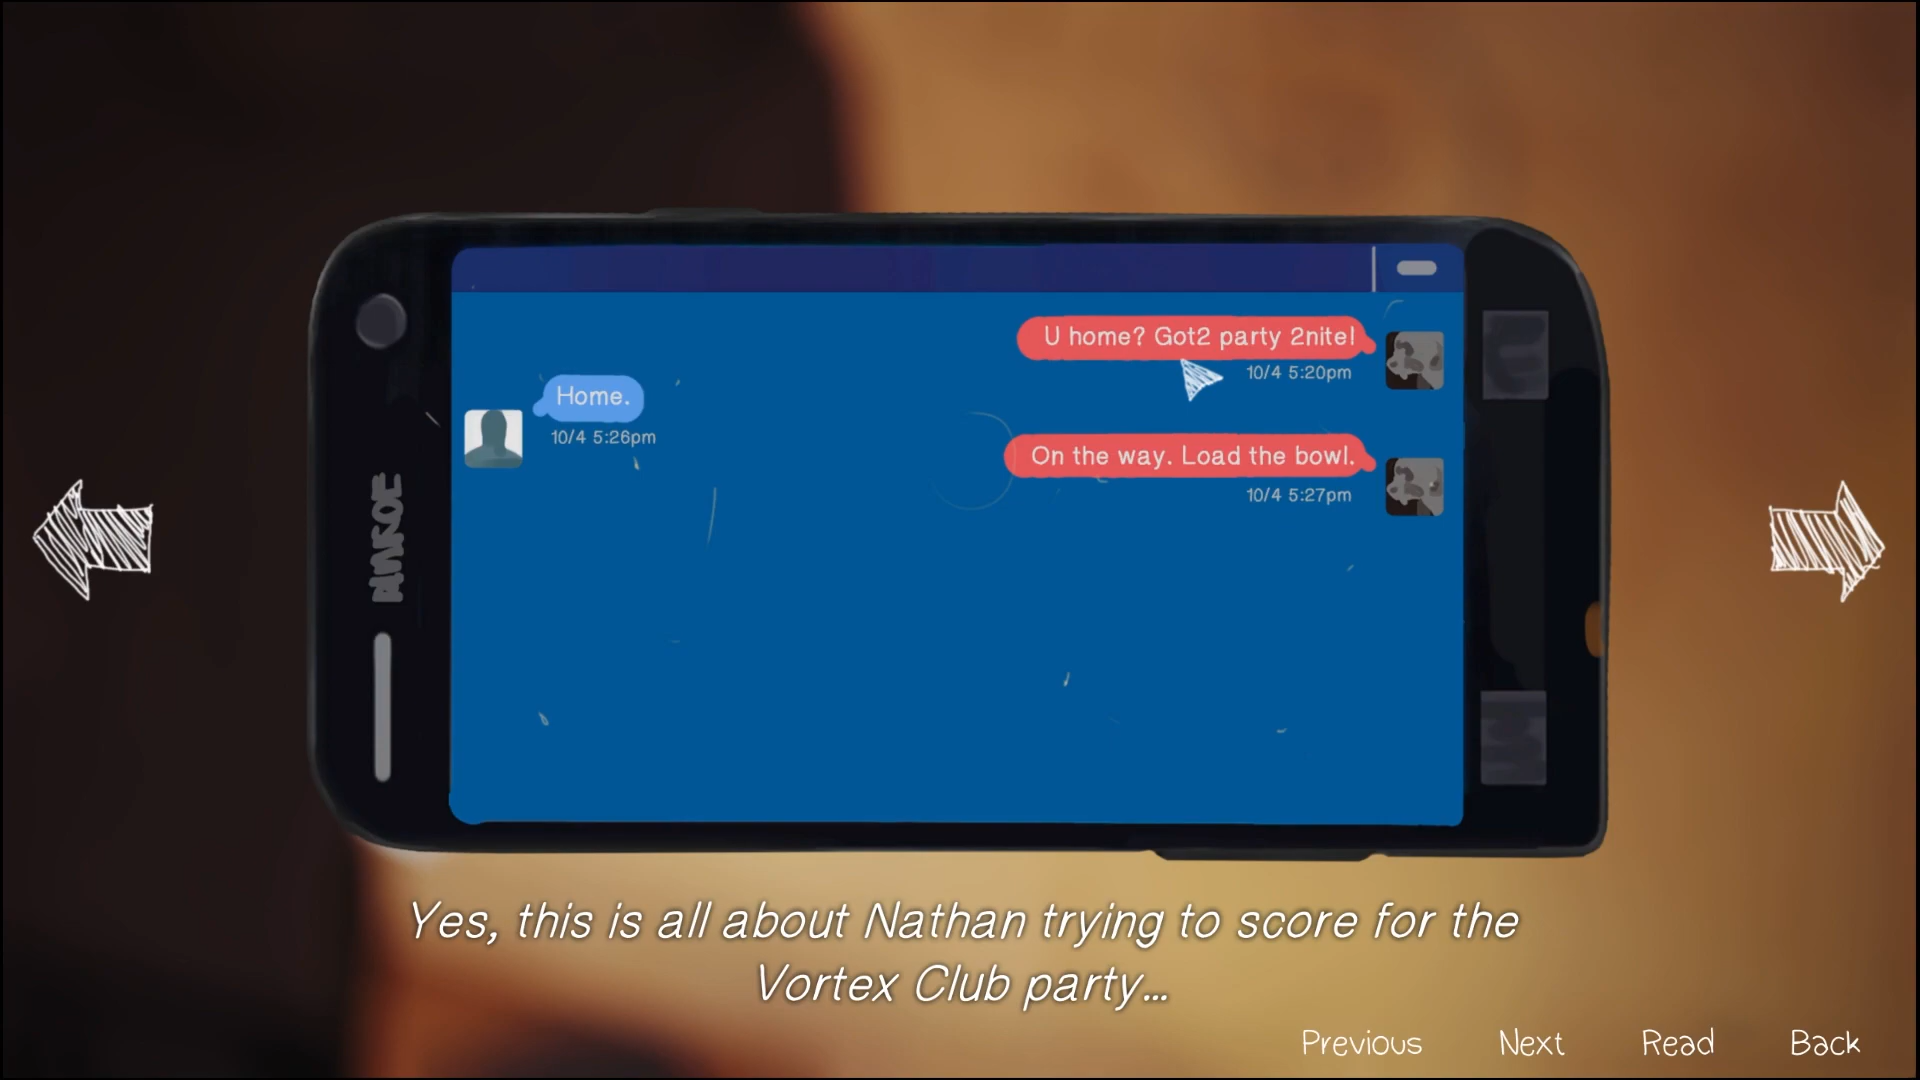 U home? Got2 party 2nite!
10/4 5:20pm
Home.
10/4 5:26pm
On the way. Load the bowl.
10/4 5:27pm
Yes, this is all about Nathan trying to score for the
Vortex Club party...
Previous Next Read Back